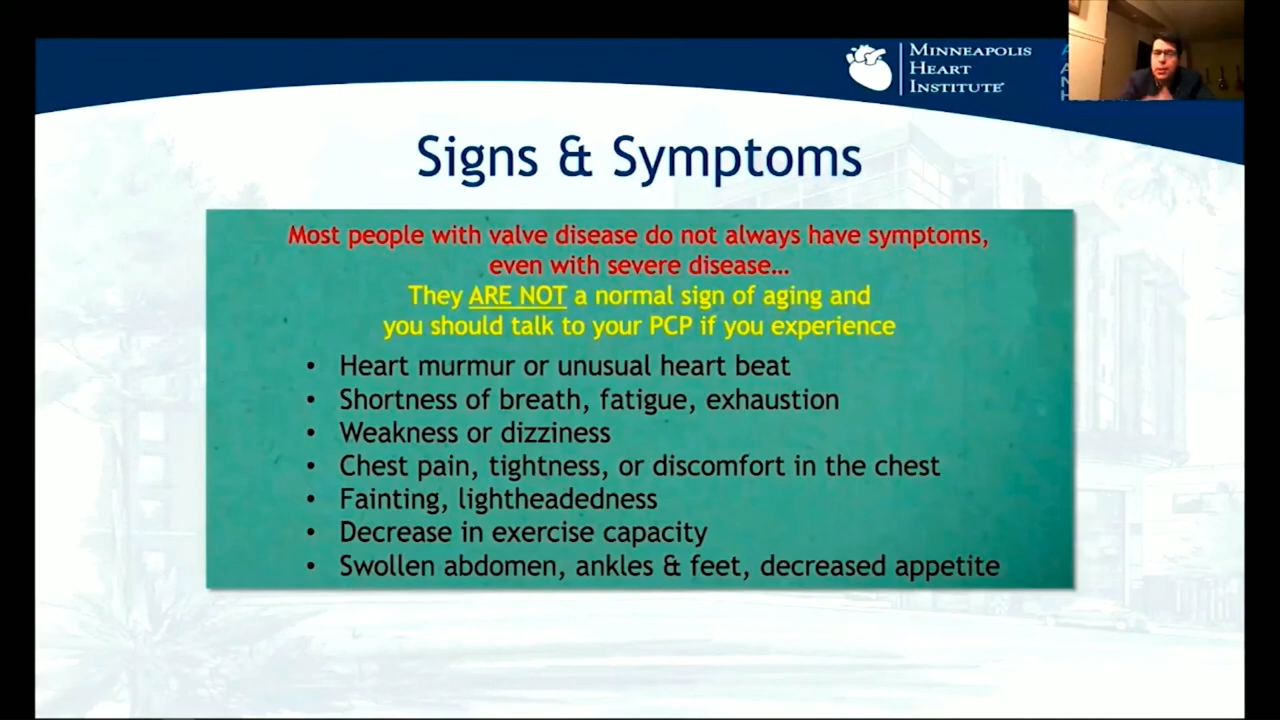 MINNEAPOLIS
HEART
INSTITUTE
Signs & Symptoms
Most people with valve disease do not always have symptoms,
even with severe disease...
They ARE NOT a normal sign of aging and
you should talk to your PCP if you experience
• Heart murmur or unusual heart beat
• Shortness of breath, fatigue, exhaustion
• Weakness or dizziness
• Chest pain, tightness, or discomfort in the chest
• Fainting, lightheadedness
• Decrease in exercise capacity
• Swollen abdomen, ankles & feet, decreased appetite